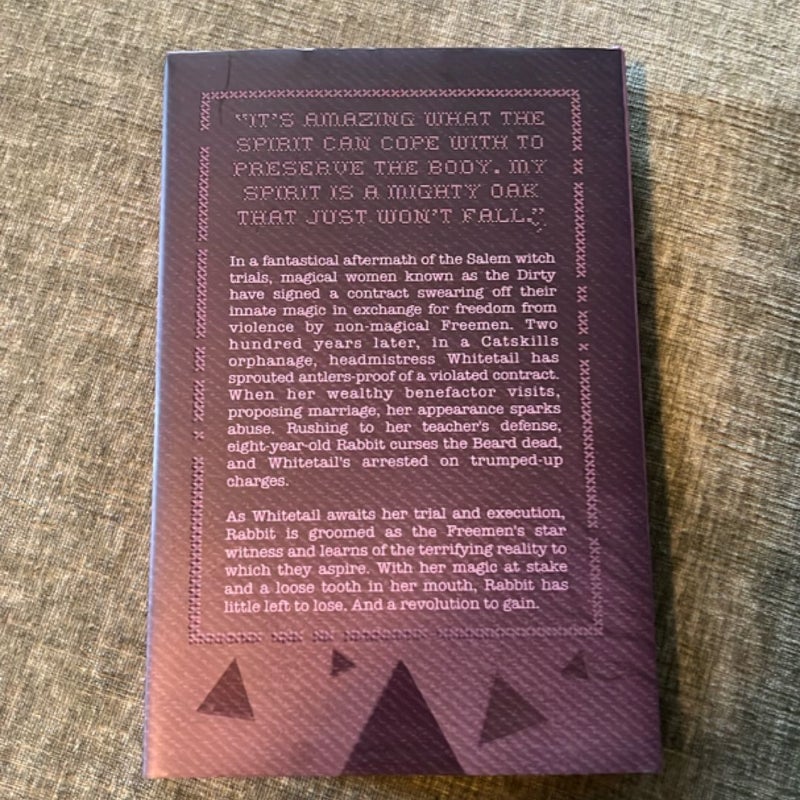 “IT'S AMAZING WHAT THE
SPIRIT CAN COPE WITH TO
PRESERVE THE BODY. MY
SPIRIT IS A MIGHTY OAK
THAT JUST WON'T FALL.”
In a fantastical aftermath of the Salem witch
trials, magical women known as the Dirty
have signed a contract swearing off their
innate magic in exchange for freedom from
violence by non-magical Freemen. Two
hundred years later, in a Catskills
orphanage, headmistress Whitetail has
sprouted antlers-proof of a violated contract.
When her wealthy benefactor visits,
proposing marriage, her appearance sparks
abuse. Rushing to her teacher's defense,
eight-year-old Rabbit curses the Beard dead,
and Whitetail's arrested on trumped-up
charges.
As Whitetail awaits her trial and execution,
Rabbit is groomed as the Freemen's star
witness and learns of the terrifying reality to
which they aspire. With her magic at stake
and a loose tooth in her mouth, Rabbit has
little left to lose. And a revolution to gain.